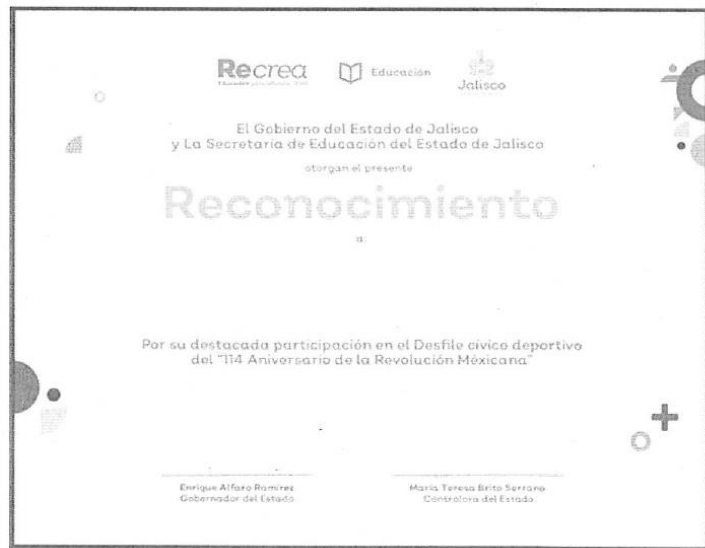 Recrea
Educación
Jalisco
El Gobierno del Estado de Jalisco
y La Secretaría de Educación del Estado de Jalisco
otorgan el presente
Reconocimiento
a:
Por su destacada participación en el Desfile cívico deportivo
del "114 Aniversario de la Revolución Méxicana"
Enrique Alfaro Ramírez
Gobernador del Estado
María Teresa Brito Serrano
Contralora del Estado